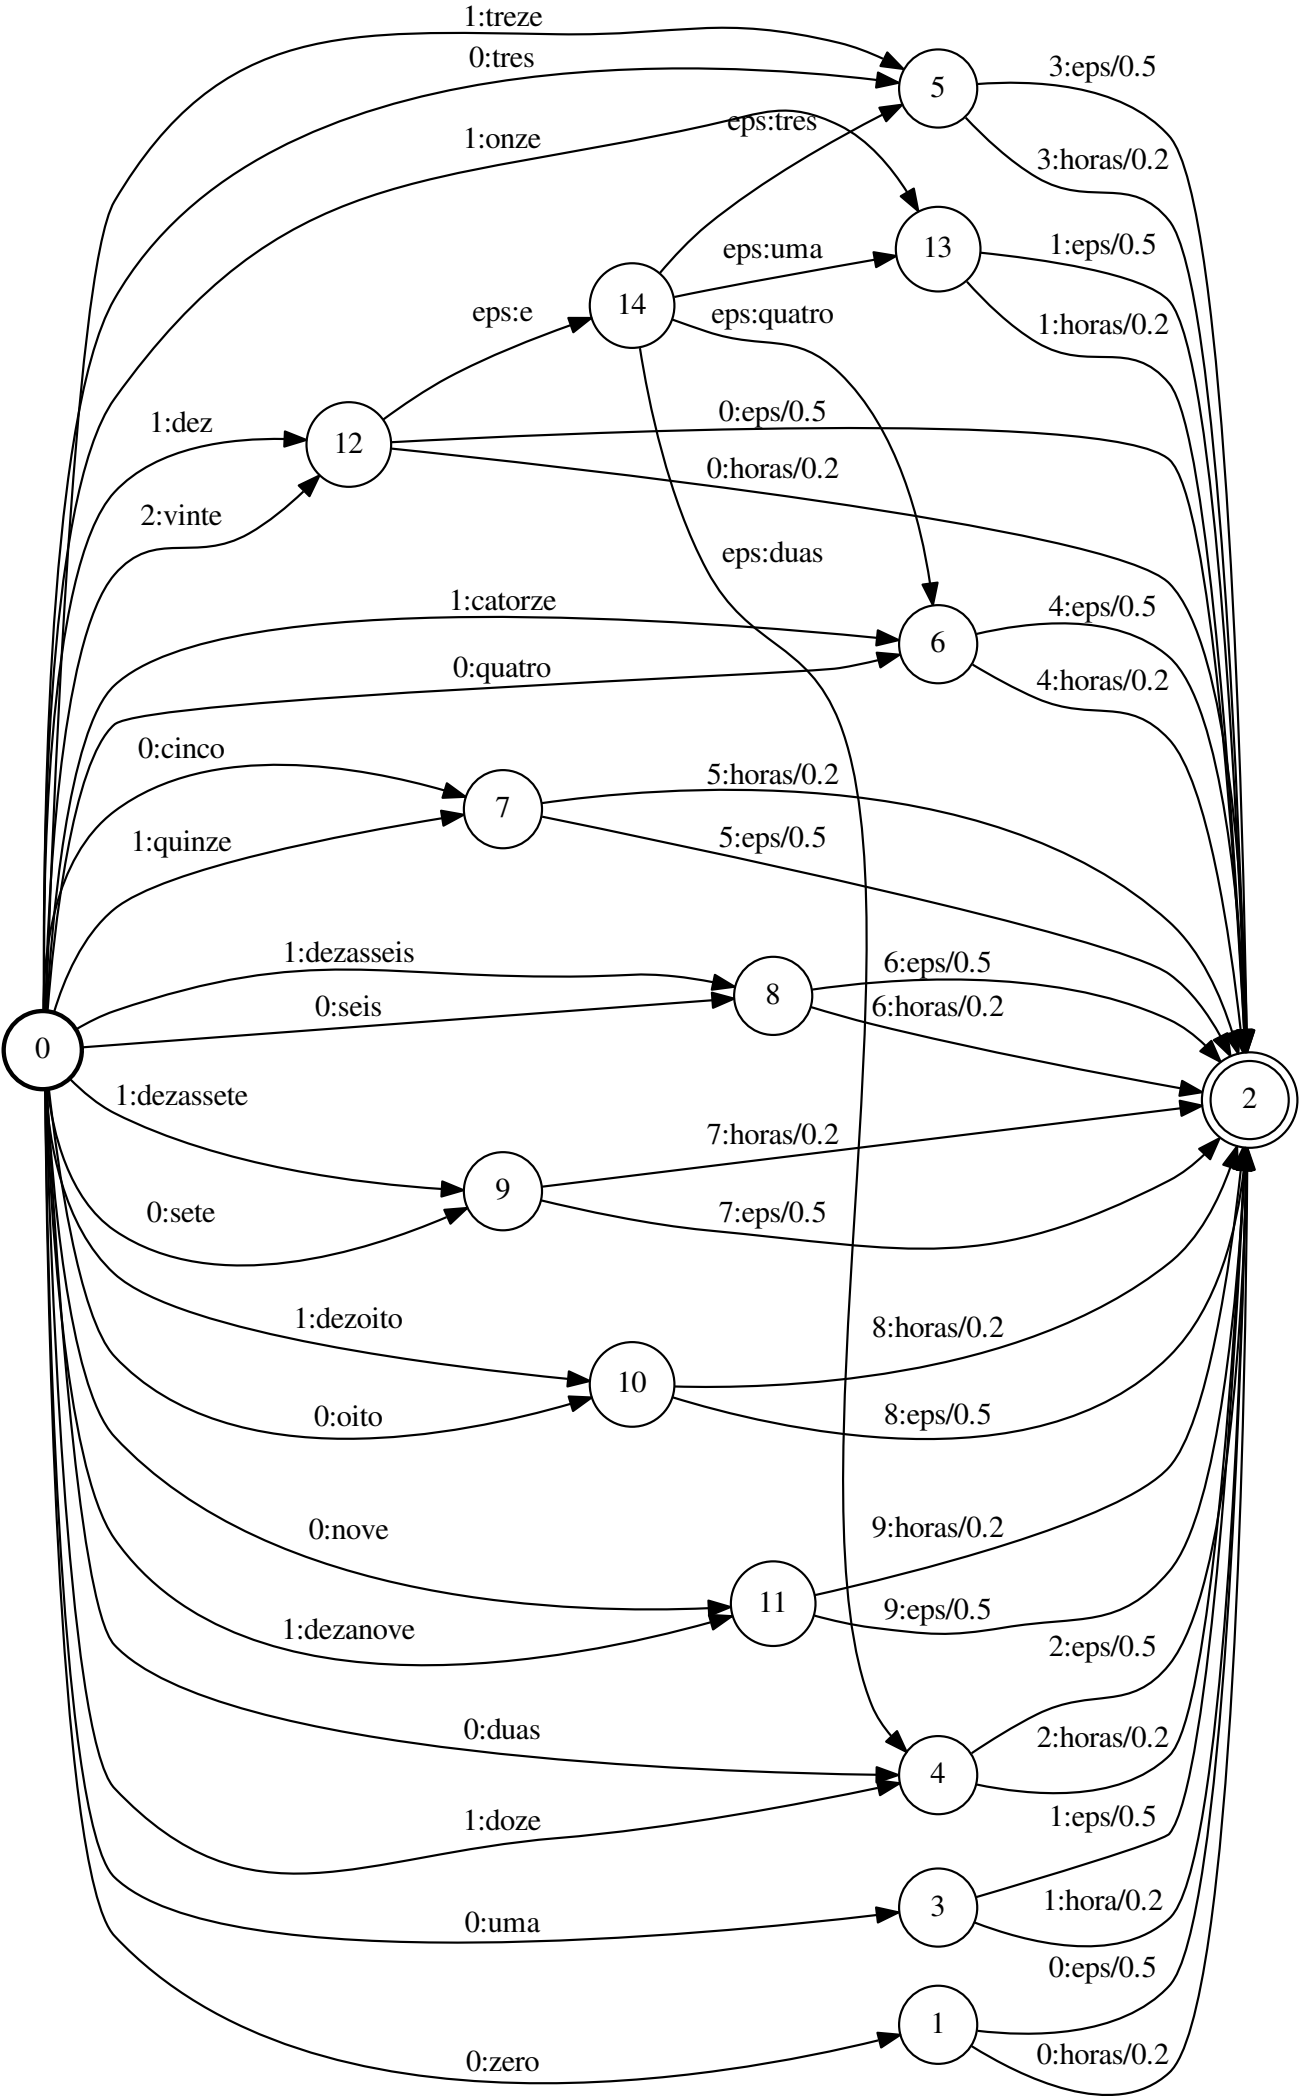 1:treze
0:tres
1:onze
eps:tres
5
3:eps/0.5
3:horas/0.2
13
eps:uma
1:eps/0.5
eps:e
14
eps:quatro
1:horas/0.2
1:dez
12
0:eps/0.5
0:horas/0.2
2:vinte
eps:duas
1:catorze
4:eps/0.5
6
0:quatro
4:horas/0.2
0:cinco
7
5:horas/0.2
1:quinze
5:eps/0.5
1:dezasseis
6:eps/0.5
8
0:seis
6:horas/0.2
0
1:dezassete
2
7:horas/0.2
9
0:sete
7:eps/0.5
1:dezoito
8:horas/0.2
10
0:oito
8:eps/0.5
0:nove
9:horas/0.2
11
1:dezanove
9:eps/0.5
2:eps/0.5
0:duas
2:horas/0.2
4
1:doze
1:eps/0.5
3
1:hora/0.2
0:uma
0:eps/0.5
1
0:zero
0:horas/0.2